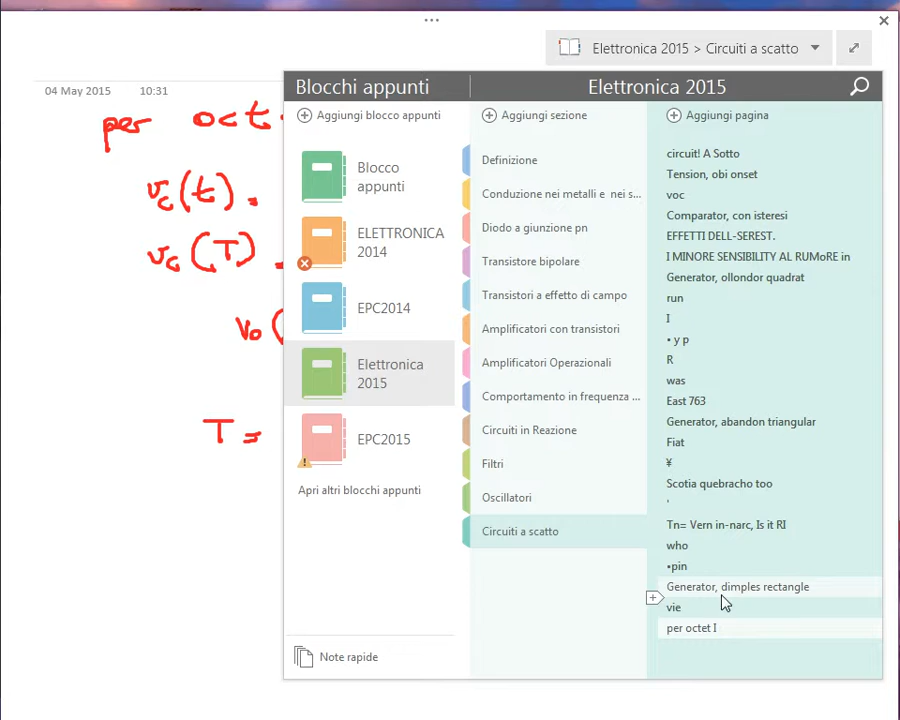 Elettronica 2015 > Circuiti a scatto
04 May 2015 10:31
per 0<t
vc(t)
vc(T)
vo(
T=
Blocchi appunti
Elettronica 2015
Aggiungi blocco appunti
Blocco appunti
ELETTRONICA 2014
EPC2014
Elettronica 2015
EPC2015
Apri altri blocchi appunti
Note rapide
Aggiungi sezione
Definizione
Conduzione nei metalli e nei s...
Diodo a giunzione pn
Transistore bipolare
Transistori a effetto di campo
Amplificatori con transistori
Amplificatori Operazionali
Comportamento in frequenza ...
Circuiti in Reazione
Filtri
Oscillatori
Circuiti a scatto
Aggiungi pagina
circuit! A Sotto
Tension, obi onset
voc
Comparator, con isteresi
EFFETTI DELL-SEREST.
I MINORE SENSIBILITY AL RUMoRE in
Generator, ollondor quadrat
run
I
• y p
R
was
East 763
Generator, abandon triangular
Fiat
¥
Scotia quebracho too
'
Tn= Vern in-narc, Is it RI
who
•pin
Generator, dimples rectangle
vie
per octet I